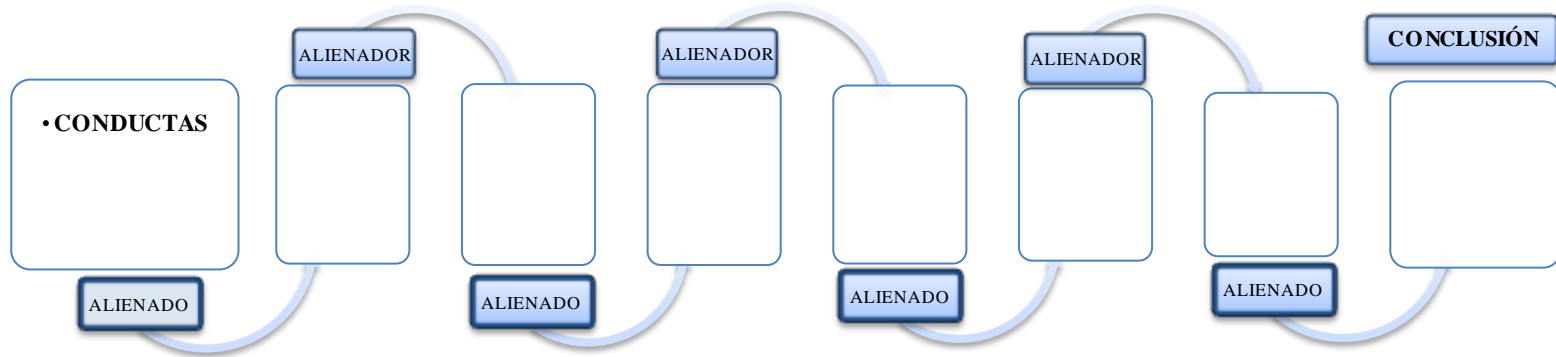 • CONDUCTAS
ALIENADO
ALIENADOR
ALIENADO
ALIENADOR
ALIENADO
ALIENADOR
ALIENADO
CONCLUSIÓN